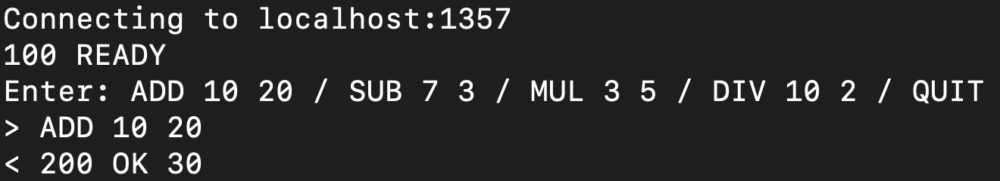 Connecting to localhost:1357
100 READY
Enter: ADD 10 20 / SUB 7 3 / MUL 3 5 / DIV 10 2 / QUIT
> ADD 10 20
< 200 OK 30